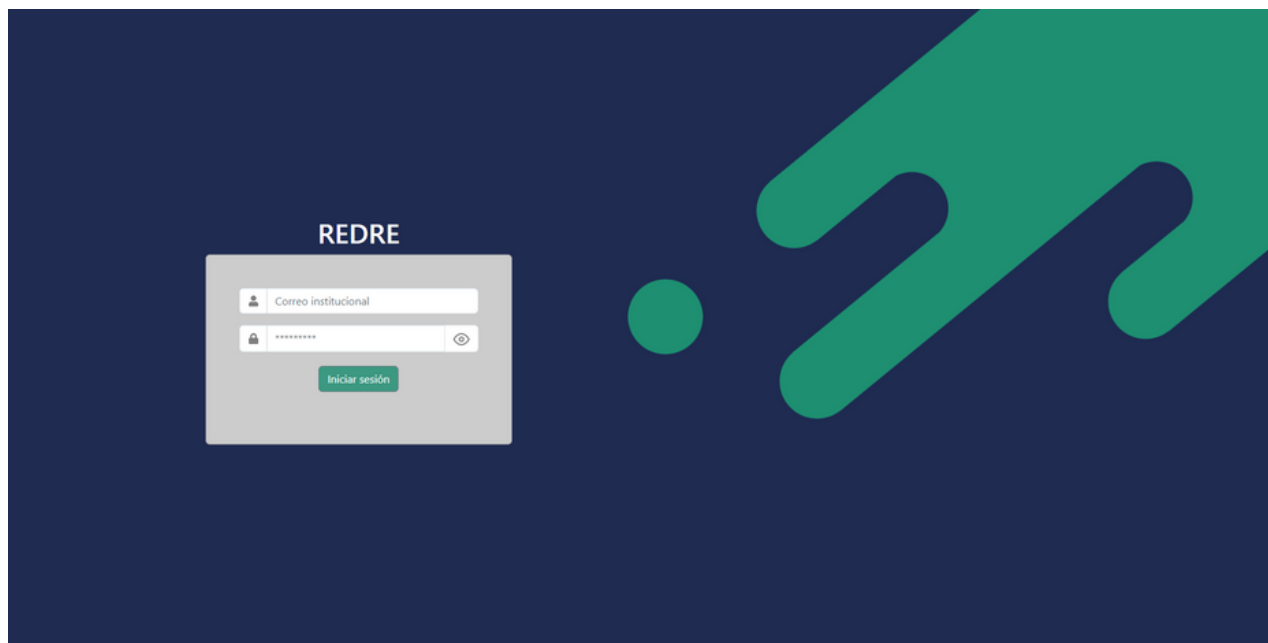 REDRE
Correo institucional
*********
Iniciar sesión